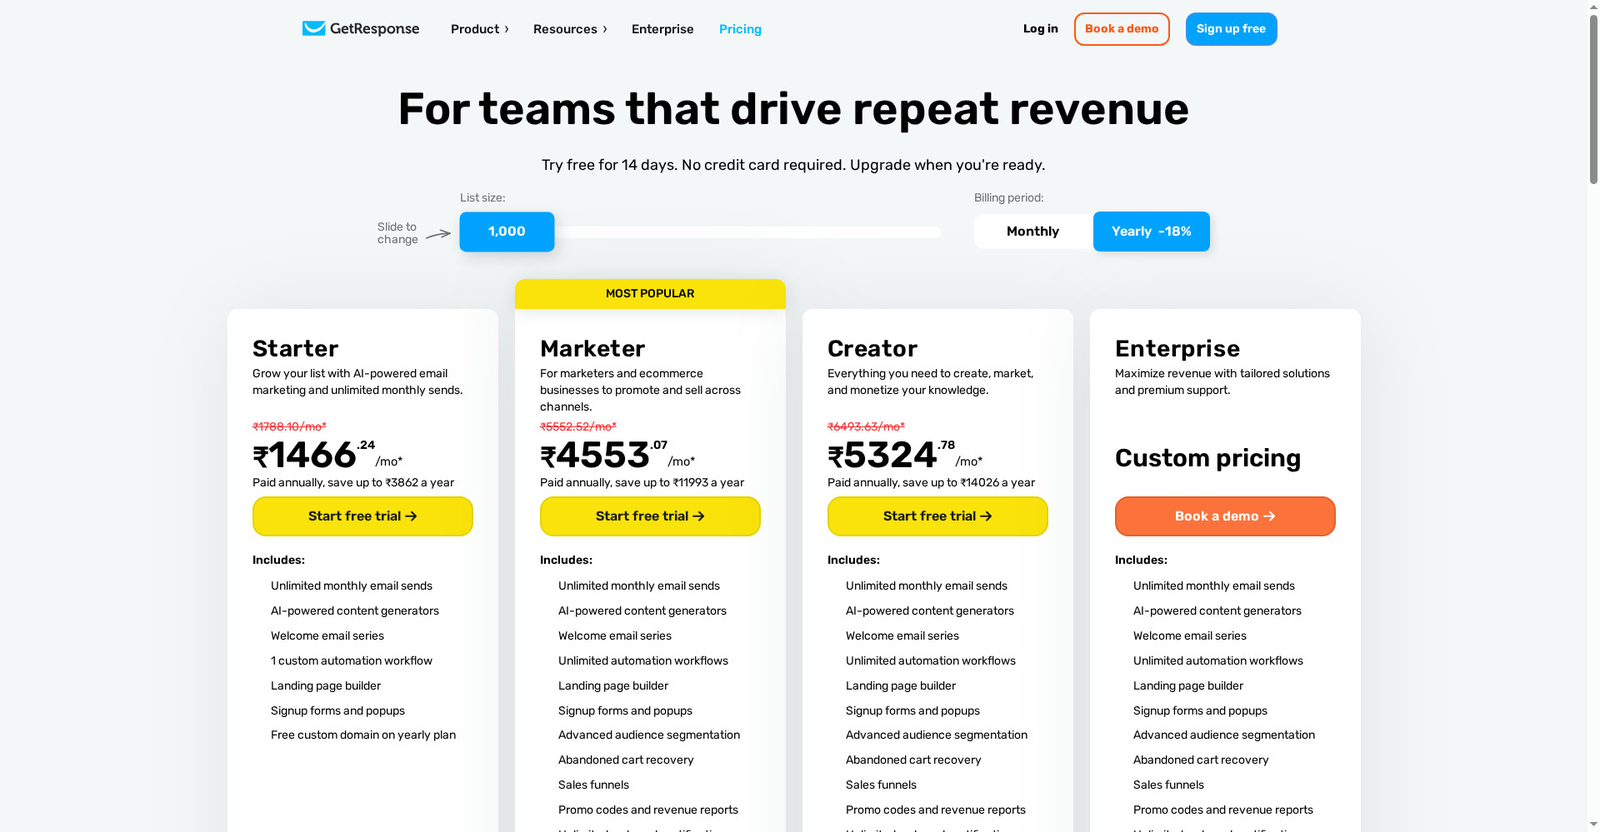 GetResponse Product › Resources › Enterprise Pricing Log in Book a demo Sign up free
For teams that drive repeat revenue
Try free for 14 days. No credit card required. Upgrade when you're ready.
List size:
Slide to
change
1,000
Billing period:
Monthly Yearly -18%
MOST POPULAR
Starter
Grow your list with AI-powered email
marketing and unlimited monthly sends.
₹1788.10/mo*
₹1466.24/mo*
Paid annually, save up to ₹3862 a year
Start free trial →
Includes:
Unlimited monthly email sends
AI-powered content generators
Welcome email series
1 custom automation workflow
Landing page builder
Signup forms and popups
Free custom domain on yearly plan
Marketer
For marketers and ecommerce
businesses to promote and sell across
channels.
₹5552.52/mo*
₹4553.07/mo*
Paid annually, save up to ₹11993 a year
Start free trial →
Includes:
Unlimited monthly email sends
AI-powered content generators
Welcome email series
Unlimited automation workflows
Landing page builder
Signup forms and popups
Advanced audience segmentation
Abandoned cart recovery
Sales funnels
Promo codes and revenue reports
Creator
Everything you need to create, market,
and monetize your knowledge.
₹6493.63/mo*
₹5324.78/mo*
Paid annually, save up to ₹14026 a year
Start free trial →
Includes:
Unlimited monthly email sends
AI-powered content generators
Welcome email series
Unlimited automation workflows
Landing page builder
Signup forms and popups
Advanced audience segmentation
Abandoned cart recovery
Sales funnels
Promo codes and revenue reports
Enterprise
Maximize revenue with tailored solutions
and premium support.
Custom pricing
Book a demo →
Includes:
Unlimited monthly email sends
AI-powered content generators
Welcome email series
Unlimited automation workflows
Landing page builder
Signup forms and popups
Advanced audience segmentation
Abandoned cart recovery
Sales funnels
Promo codes and revenue reports